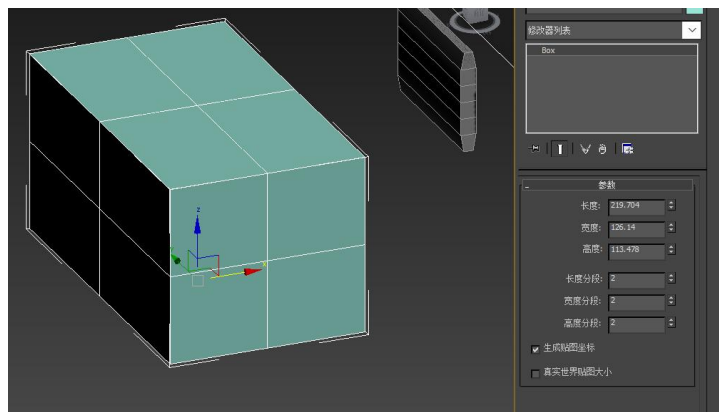 修改器列表
Box
参数
长度: 219.704
宽度: 126.14
高度: 113.478
长度分段: 2
宽度分段: 2
高度分段: 2
生成贴图坐标
真实世界贴图大小
z
x